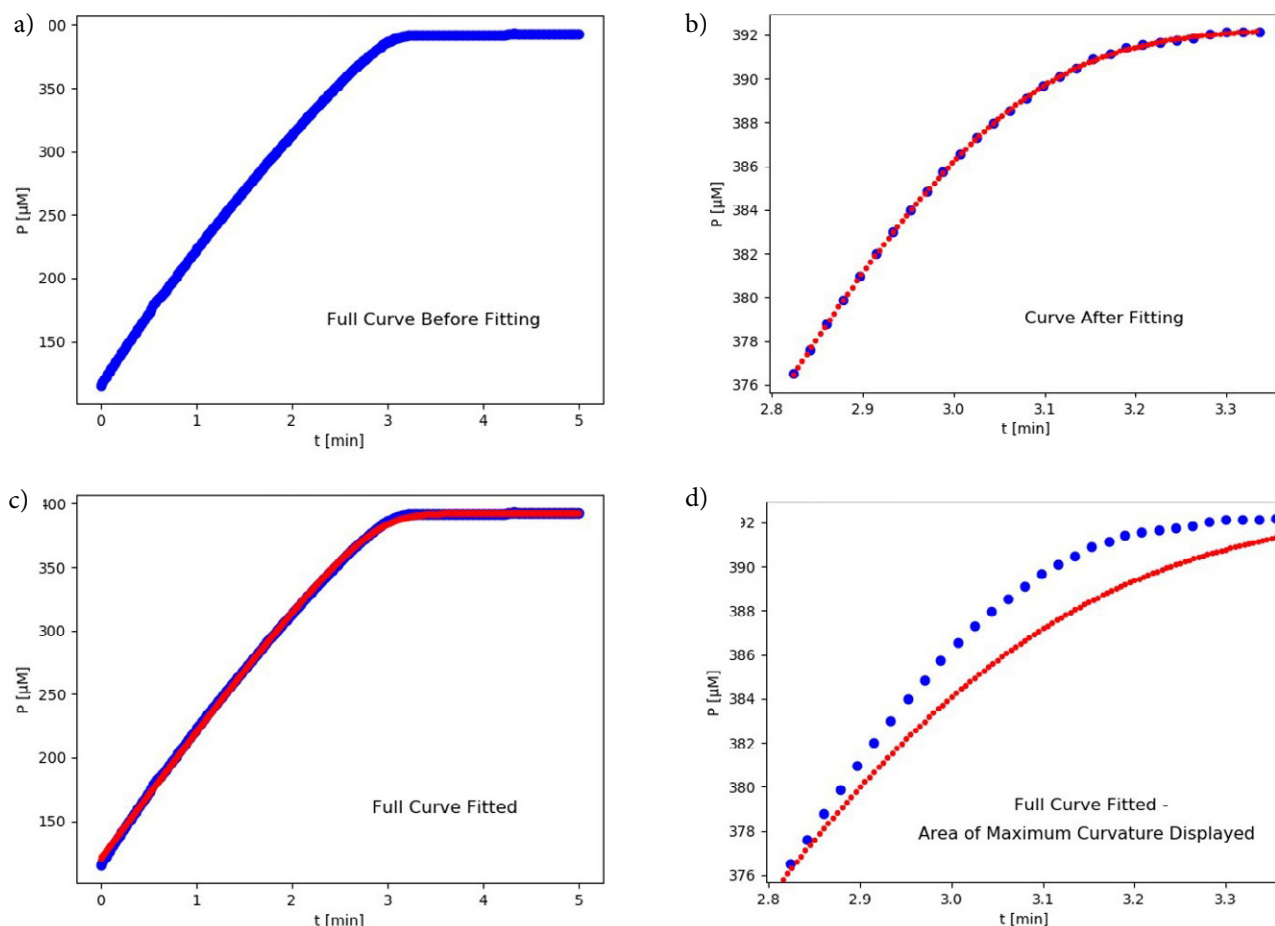 a)
00
350
300
250
200
150
P [µM]
Full Curve Before Fitting
0 1 2 3 4 5
t [min]
b)
392
390
388
386
384
382
380
378
376
P [µM]
Curve After Fitting
2.8 2.9 3.0 3.1 3.2 3.3
t [min]
c)
400
350
300
250
200
150
P [µM]
Full Curve Fitted
0 1 2 3 4 5
t [min]
d)
92
390
388
386
384
382
380
378
376
P [µM]
Full Curve Fitted -
Area of Maximum Curvature Displayed
2.8 2.9 3.0 3.1 3.2 3.3
t [min]